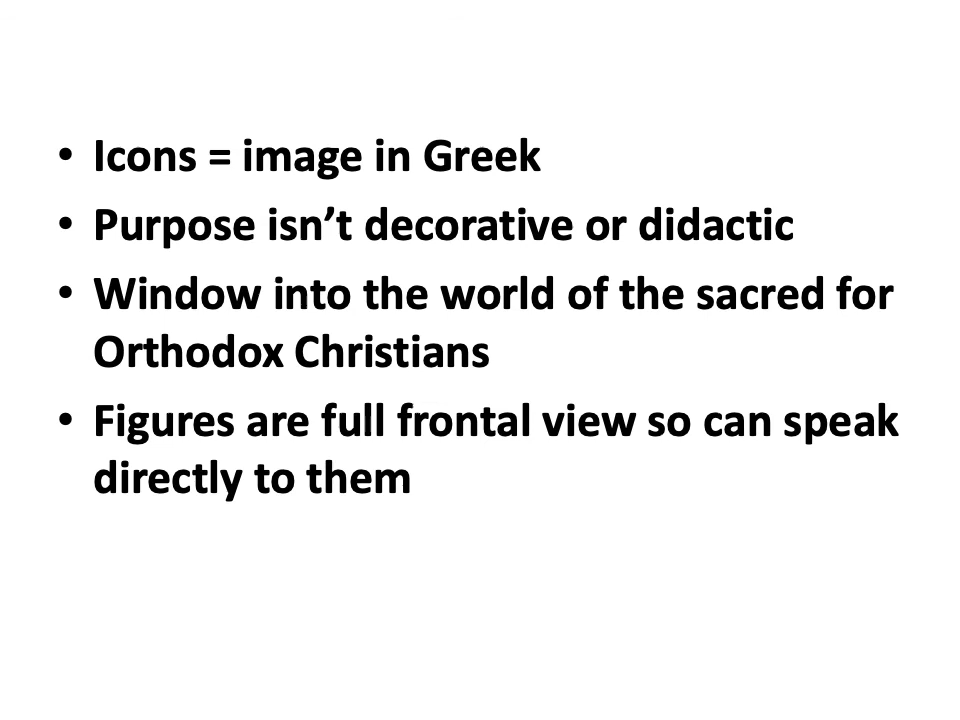 • Icons = image in Greek
• Purpose isn’t decorative or didactic
• Window into the world of the sacred for
Orthodox Christians
• Figures are full frontal view so can speak
directly to them